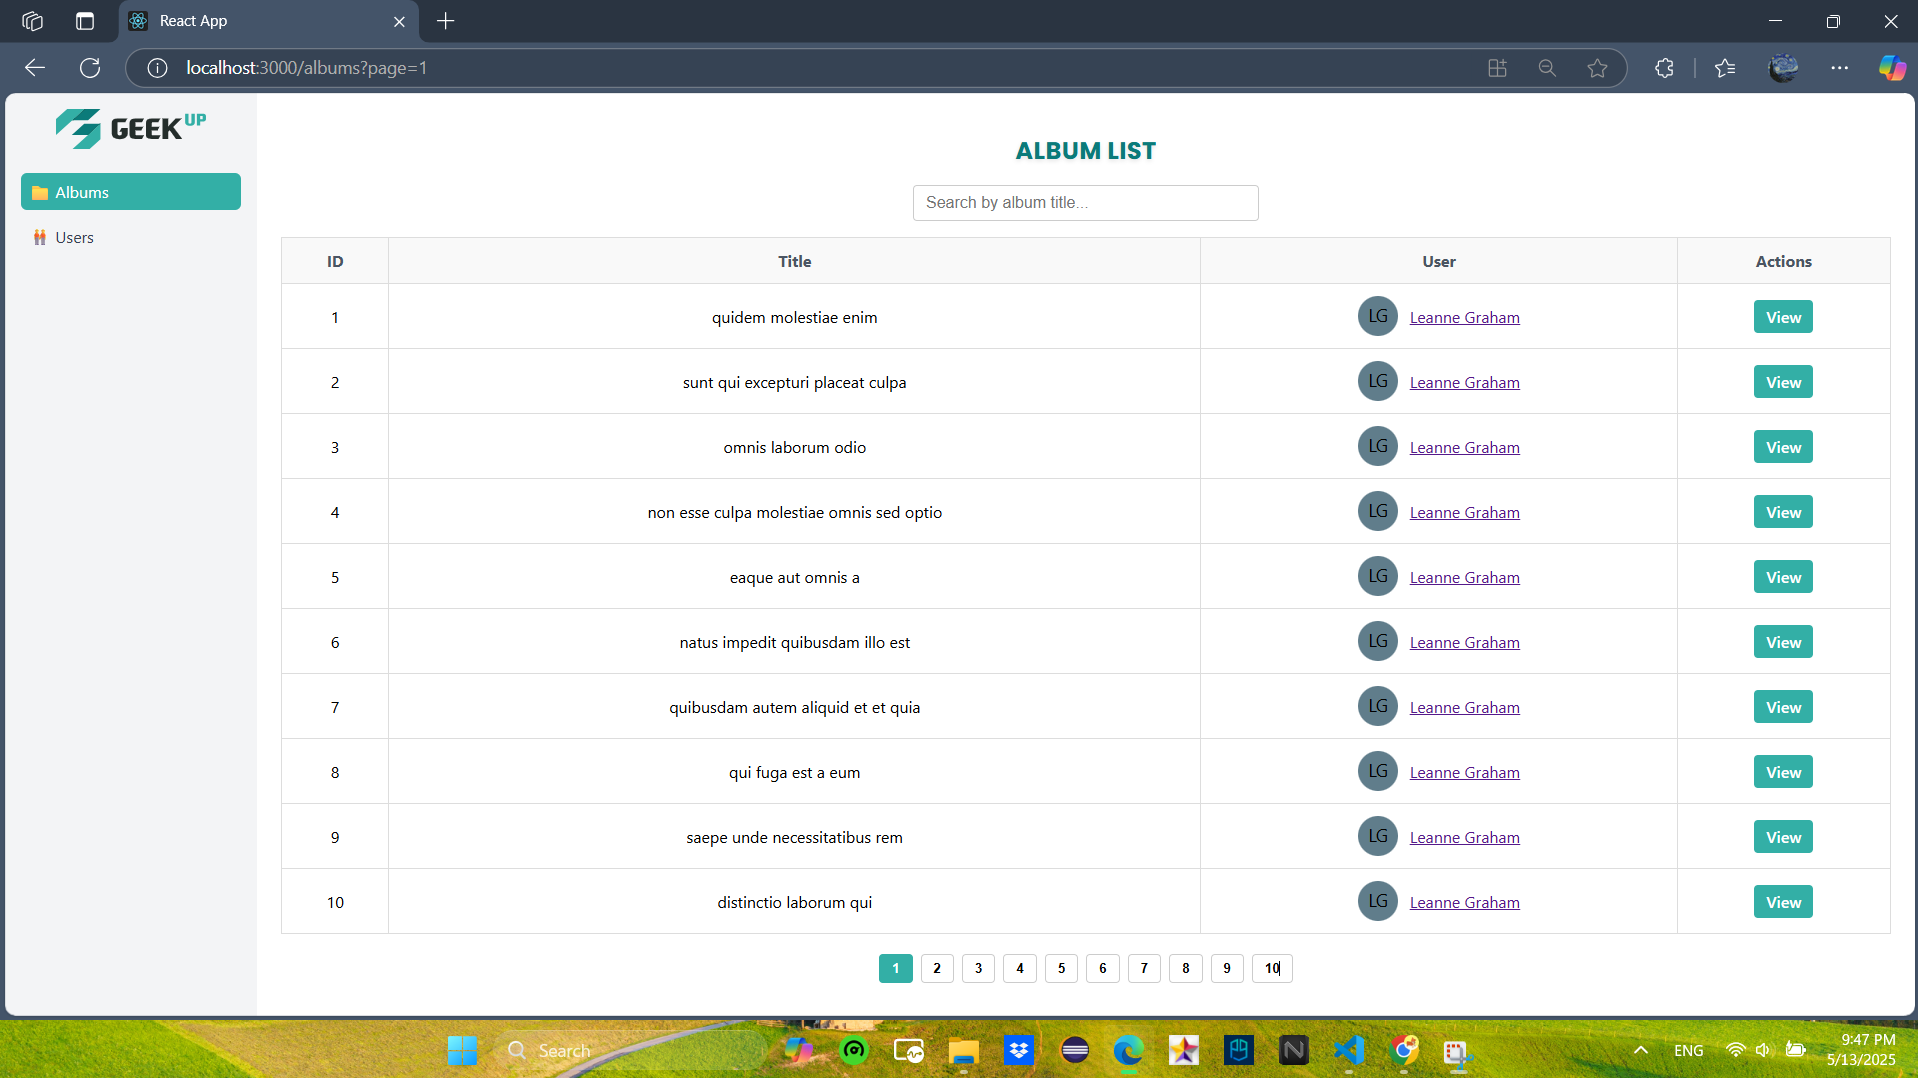 React App
localhost:3000/albums?page=1
GEEK UP
Albums
Users
ALBUM LIST
Search by album title...
ID Title User Actions
1 quidem molestiae enim LG Leanne Graham View
2 sunt qui excepturi placeat culpa LG Leanne Graham View
3 omnis laborum odio LG Leanne Graham View
4 non esse culpa molestiae omnis sed optio LG Leanne Graham View
5 eaque aut omnis a LG Leanne Graham View
6 natus impedit quibusdam illo est LG Leanne Graham View
7 quibusdam autem aliquid et et quia LG Leanne Graham View
8 qui fuga est a eum LG Leanne Graham View
9 saepe unde necessitatibus rem LG Leanne Graham View
10 distinctio laborum qui LG Leanne Graham View
1 2 3 4 5 6 7 8 9 10
Search
ENG
9:47 PM
5/13/2025